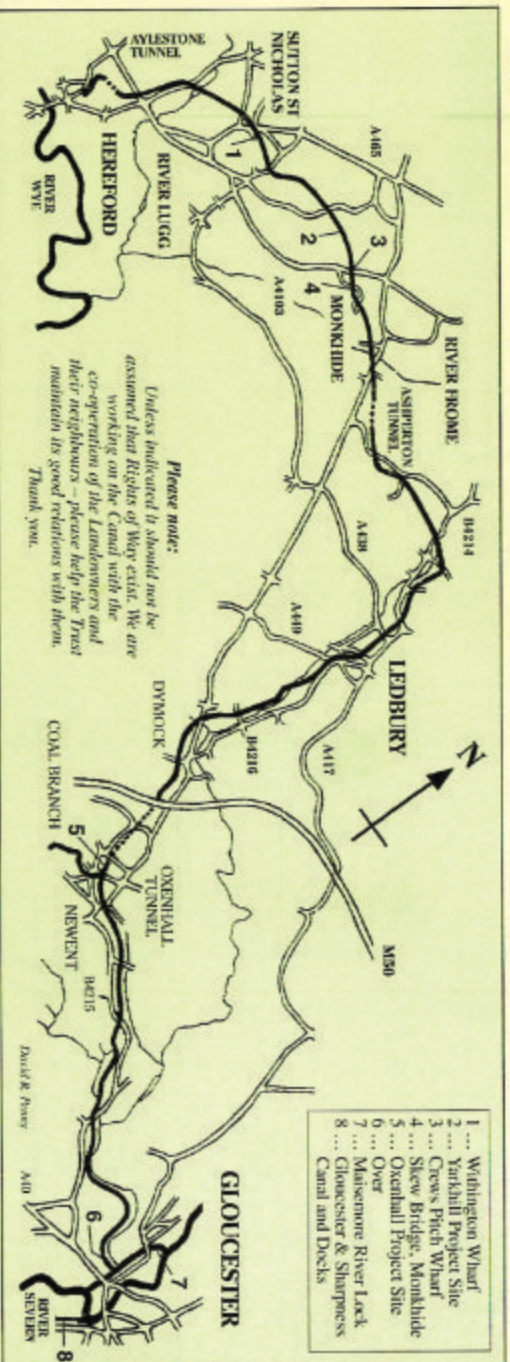 AYLESTONE
TUNNEL
SUTTON ST
NICHOLAS
A465
RIVER FROME
ASHPERTON
TUNNEL
B4214
LEDBURY
N
1
2
3
4
MONKHIDE
A4103
RIVER LUGG
HEREFORD
RIVER
WYE
A438
A449
A417
B4216
DYMOCK
M50
COAL BRANCH
5
OXENHALL
TUNNEL
NEWENT
B4215
GLOUCESTER
A40
6
7
RIVER
SEVERN
8
Please note:
Unless indicated it should not be
assumed that Rights of Way exist. We are
working on the Canal with the
co-operation of the Landowners and
their neighbours – please help the Trust
maintain its good relations with them.
Thank you.
David R. Penny
1 ... Withington Wharf
2 ... Yarkhill Project Site
3 ... Crews Pitch Wharf
4 ... Skew Bridge, Monkhide
5 ... Oxenhall Project Site
6 ... Over
7 ... Maisemore River Lock
8 ... Gloucester & Sharpness
Canal and Docks